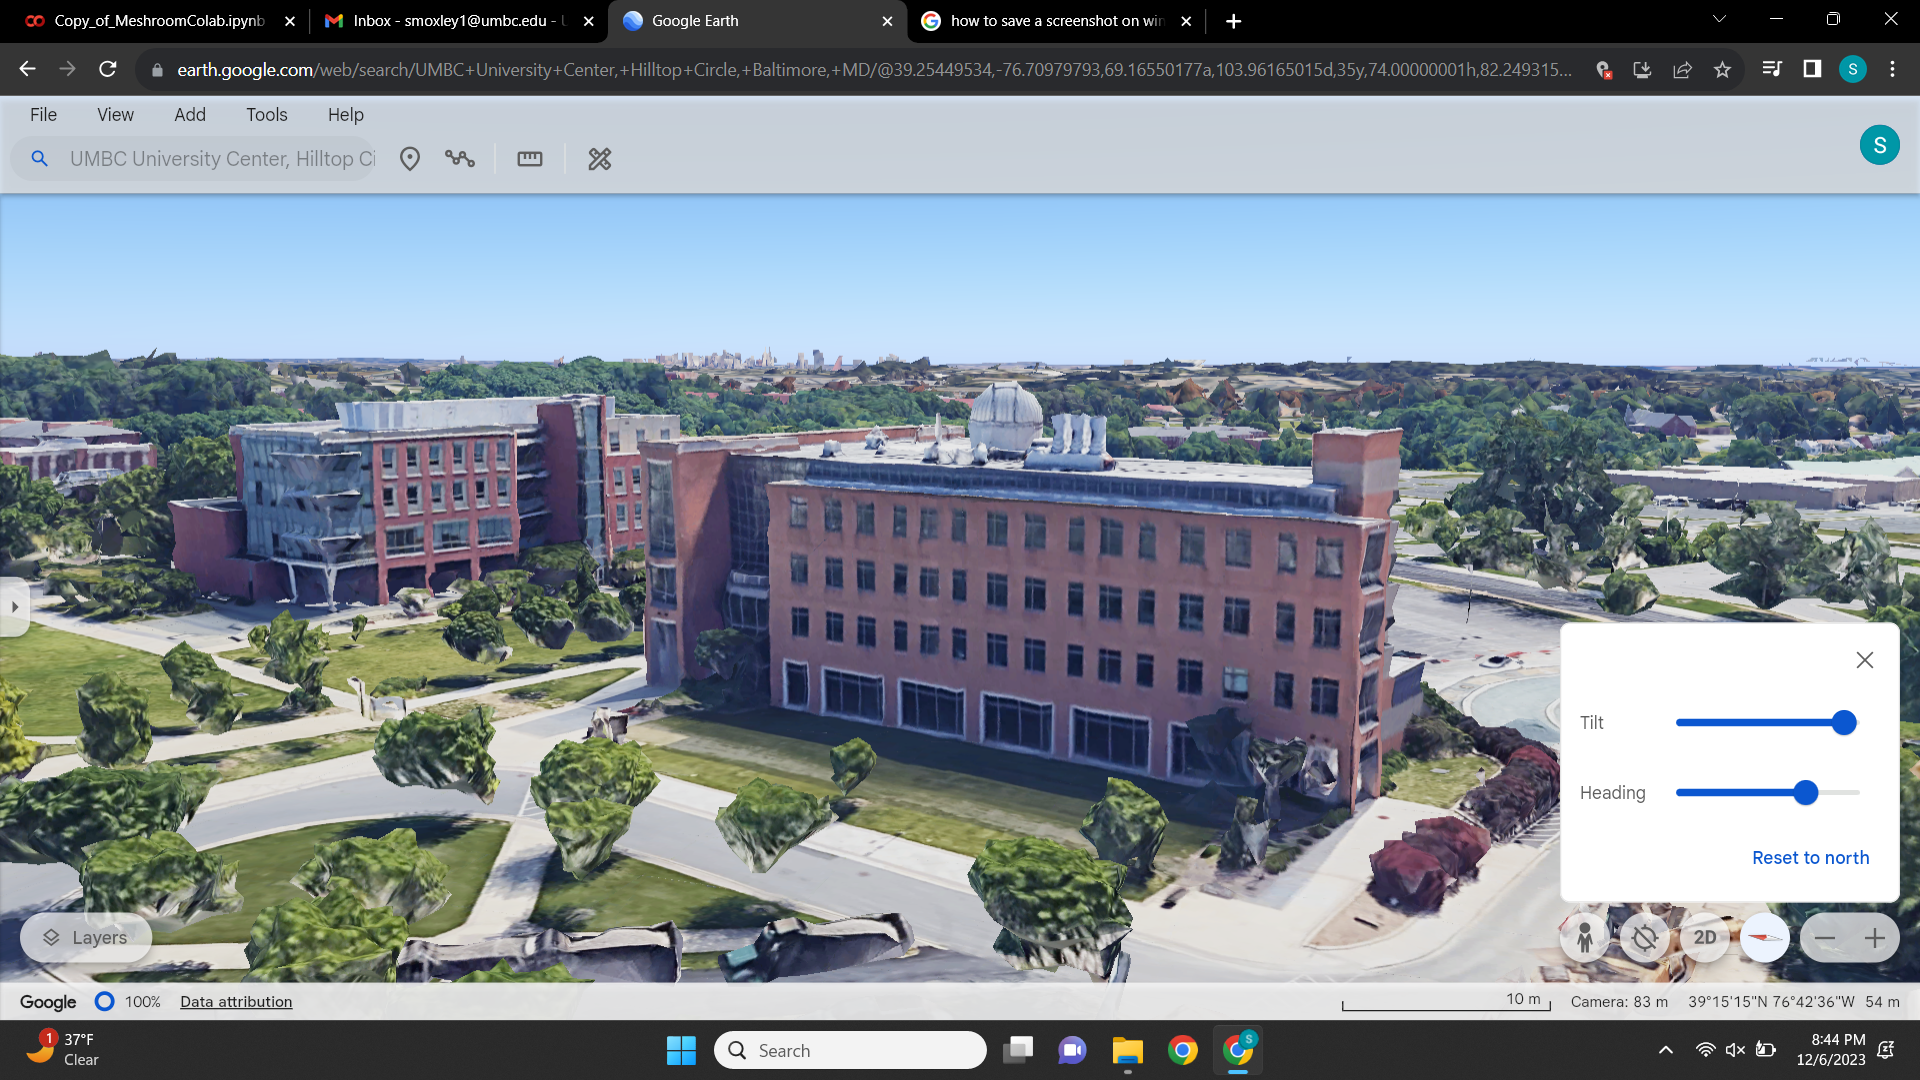 Copy_of_MeshroomColab.ipynb
Inbox - smoxley1@umbc.edu -
Google Earth
how to save a screenshot on win
earth.google.com/web/search/UMBC+University+Center,+Hilltop+Circle,+Baltimore,+MD/@39.25449534,-76.70979793,69.16550177a,103.96165015d,35y,74.00000001h,82.249315...
S
File View Add Tools Help
UMBC University Center, Hilltop Ci
S
Tilt
Heading
Reset to north
Layers
2D
Google 100% Data attribution
10 m Camera: 83 m 39°15'15"N 76°42'36"W 54 m
1
37°F
Clear
Search
S
8:44 PM
12/6/2023